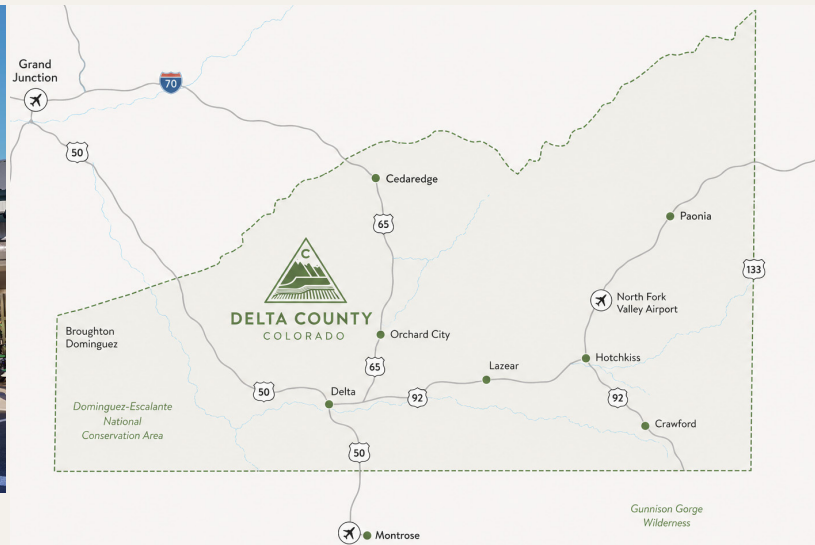 Grand
Junction
70
50
Cedaredge
65
Paonia
133
C
DELTA COUNTY
COLORADO
North Fork
Valley Airport
Broughton
Dominguez
Orchard City
Hotchkiss
Lazear
65
50
Delta
92
92
Dominguez-Escalante
National
Conservation Area
Crawford
50
Gunnison Gorge
Wilderness
Montrose